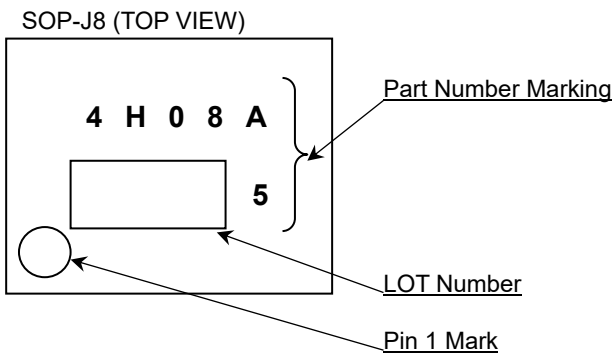 SOP-J8 (TOP VIEW)
Part Number Marking
4 H 0 8 A
5
LOT Number
Pin 1 Mark